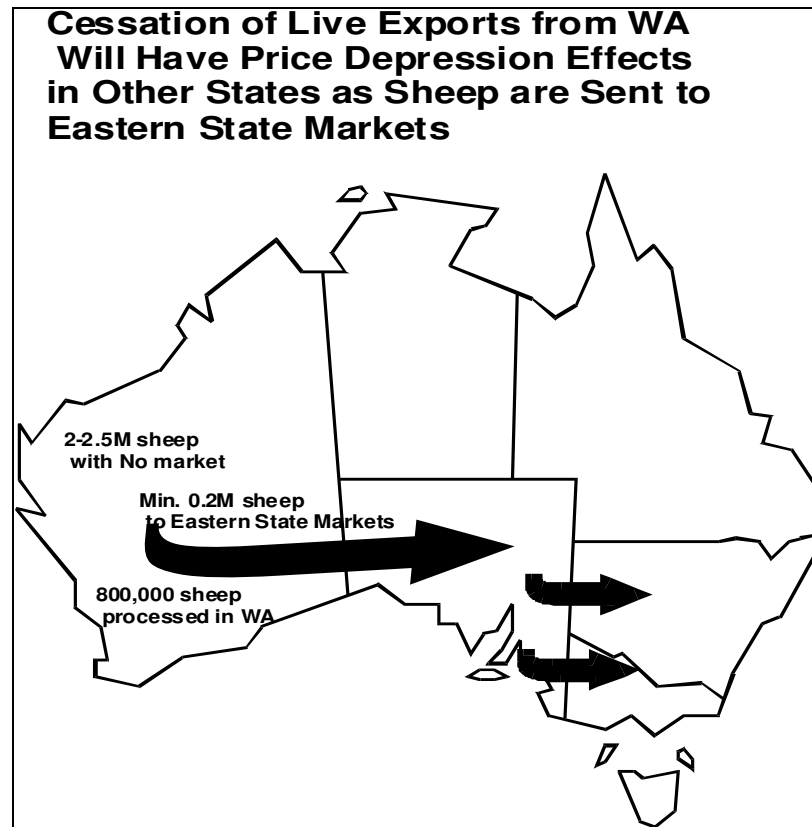 Cessation of Live Exports from WA
Will Have Price Depression Effects
in Other States as Sheep are Sent to
Eastern State Markets
2-2.5M sheep
with No market
Min. 0.2M sheep
to Eastern State Markets
800,000 sheep
processed in WA